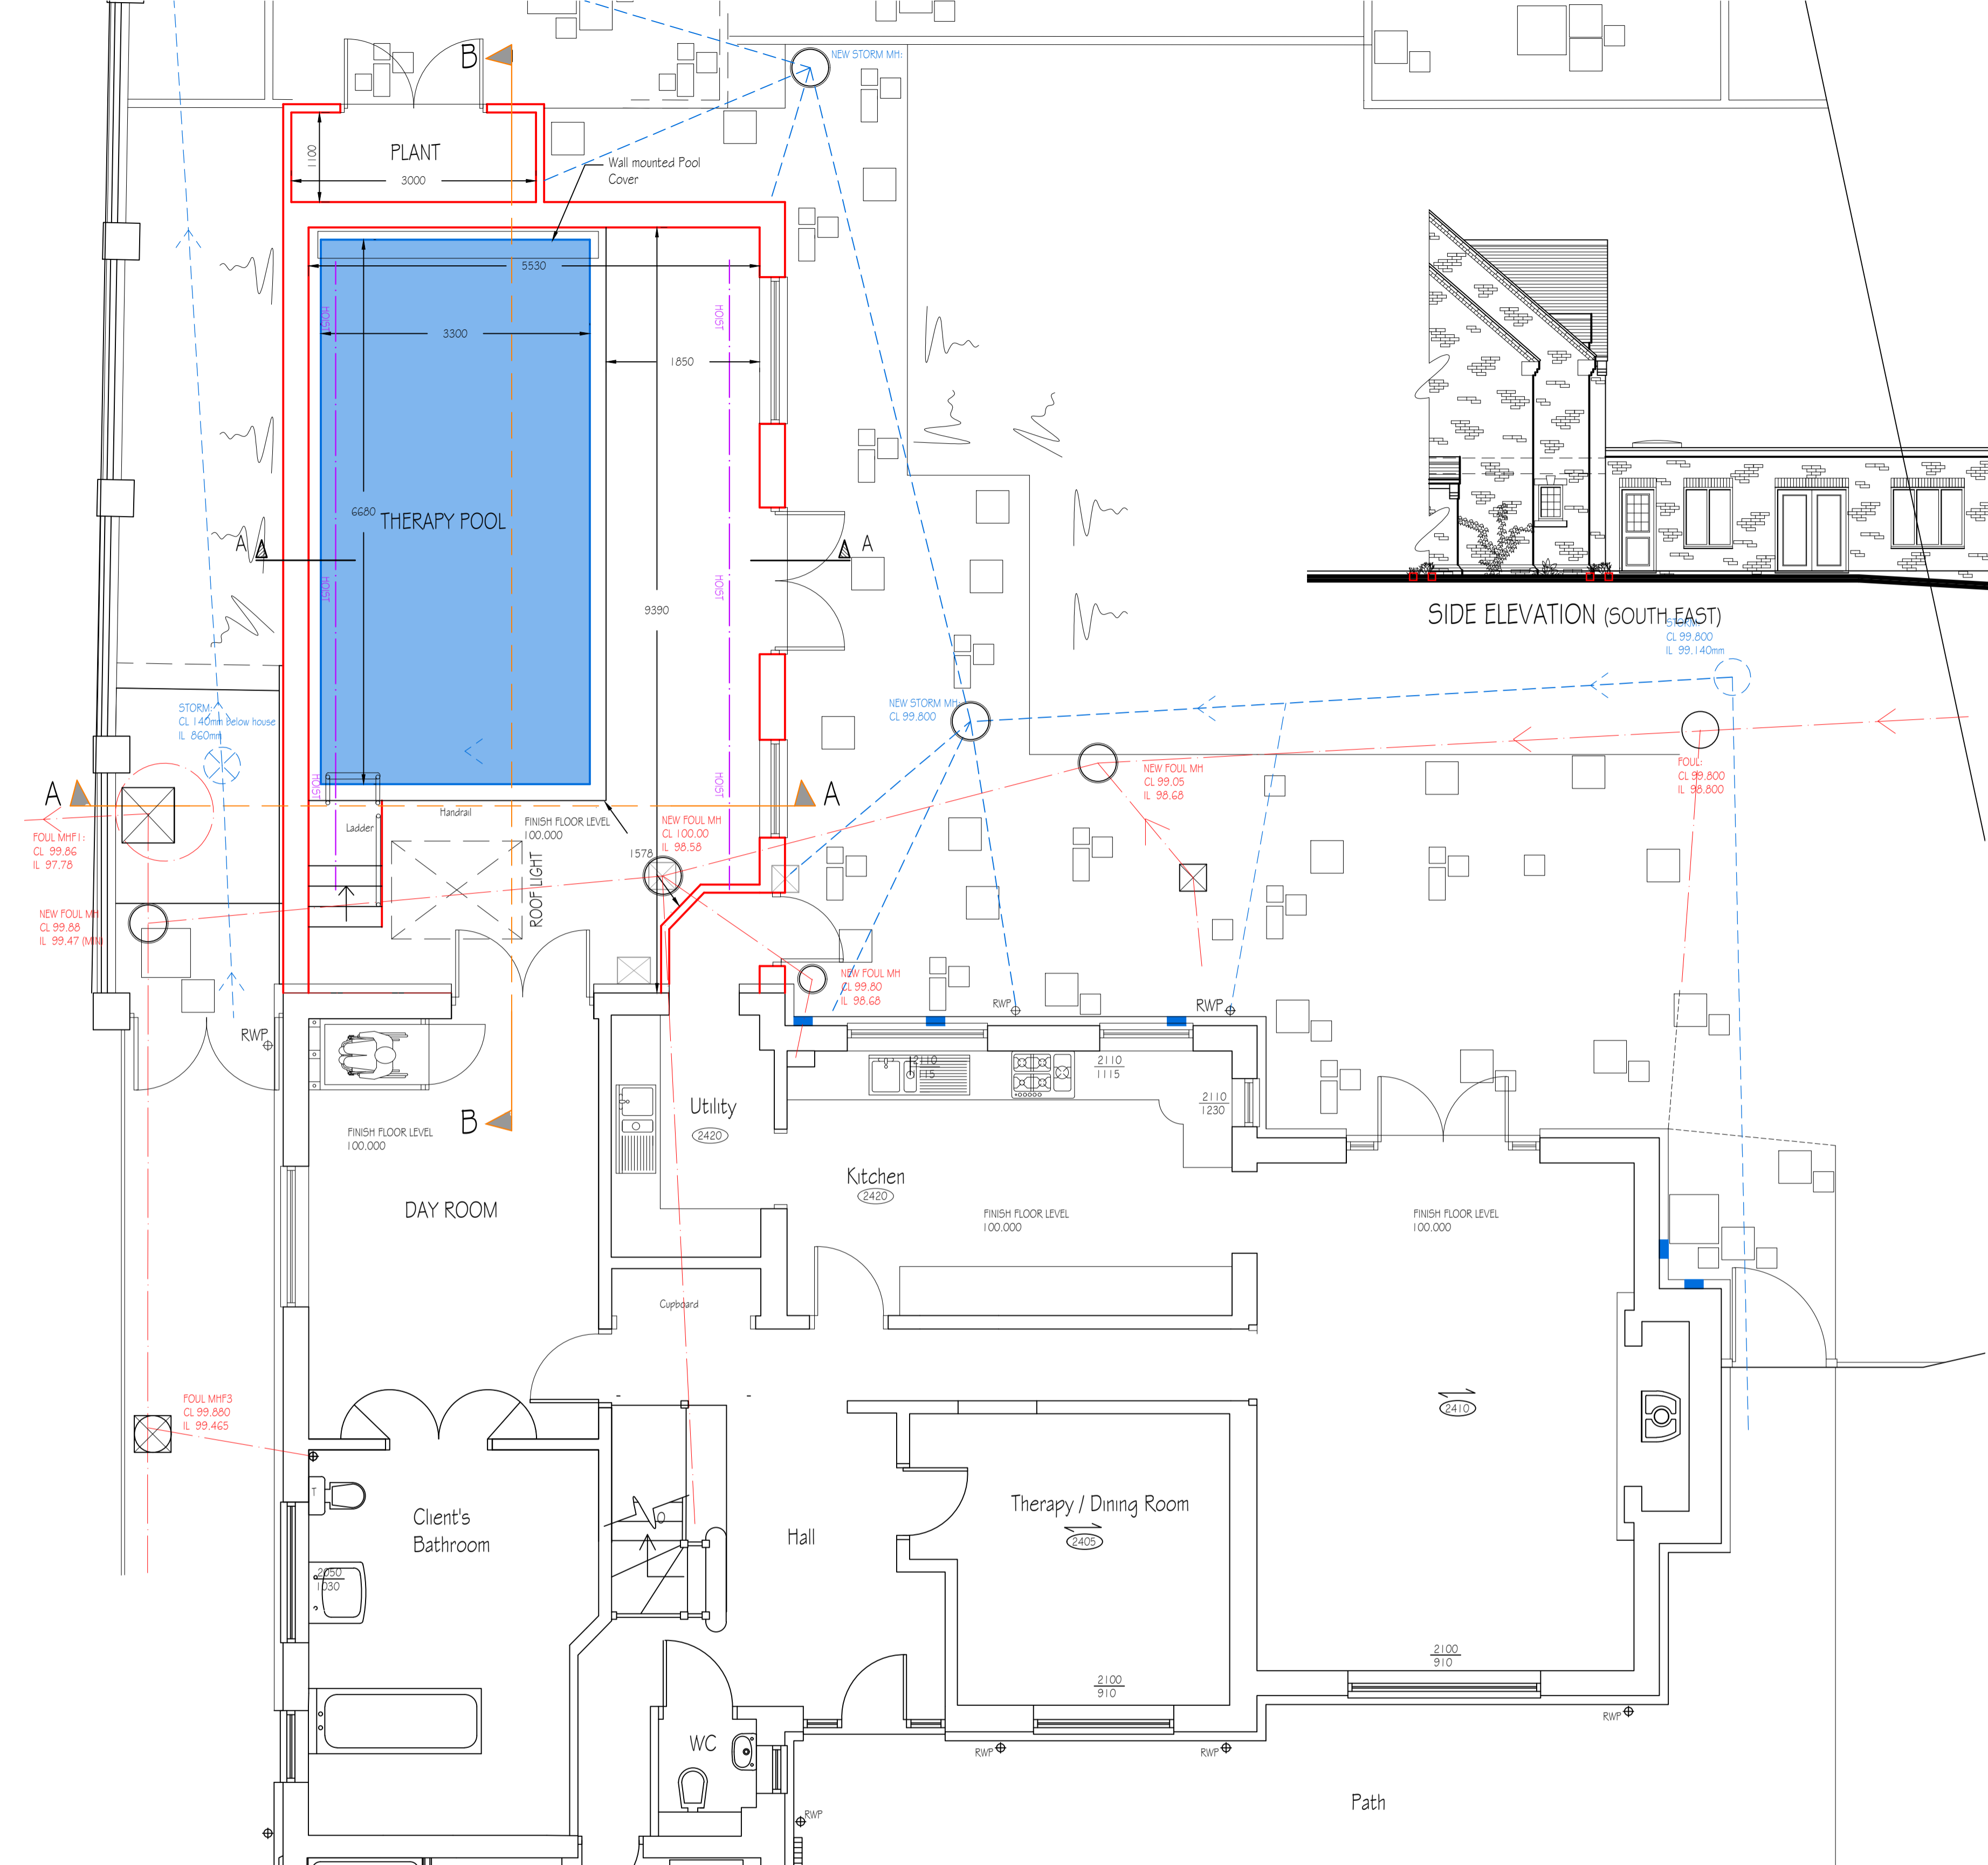 B
NEW STORM MH:
PLANT
1100
3000
Wall mounted Pool
Cover
5530
HOIST
HOIST
3300
1850
6680
THERAPY POOL
A
A
HOIST
HOIST
9390
SIDE ELEVATION (SOUTH EAST)
STORM:
CL 99.800
IL 99.140mm
STORM:
CL 140mm below house
IL 860mm
NEW STORM MH:
CL 99.800
HOIST
HOIST
NEW FOUL MH
CL 99.05
IL 98.68
FOUL:
CL 99.800
IL 98.800
A
A
Handrail
Ladder
FINISH FLOOR LEVEL
100.000
NEW FOUL MH
CL 100.00
IL 98.58
FOUL MHF1:
CL 99.86
IL 97.78
1578
ROOF LIGHT
NEW FOUL MH
CL 99.88
IL 99.47 (MIN)
NEW FOUL MH
CL 99.80
IL 98.68
RWP
RWP
RWP
2110
1115
2110
1115
2110
1230
B
Utility
2420
FINISH FLOOR LEVEL
100.000
Kitchen
2420
DAY ROOM
FINISH FLOOR LEVEL
100.000
FINISH FLOOR LEVEL
100.000
Cupboard
FOUL MHF3
CL 99.880
IL 99.465
2410
T
Client's
Bathroom
Therapy / Dining Room
2405
Hall
2050
1030
2100
910
2100
910
WC
RWP
RWP
RWP
RWP
Path